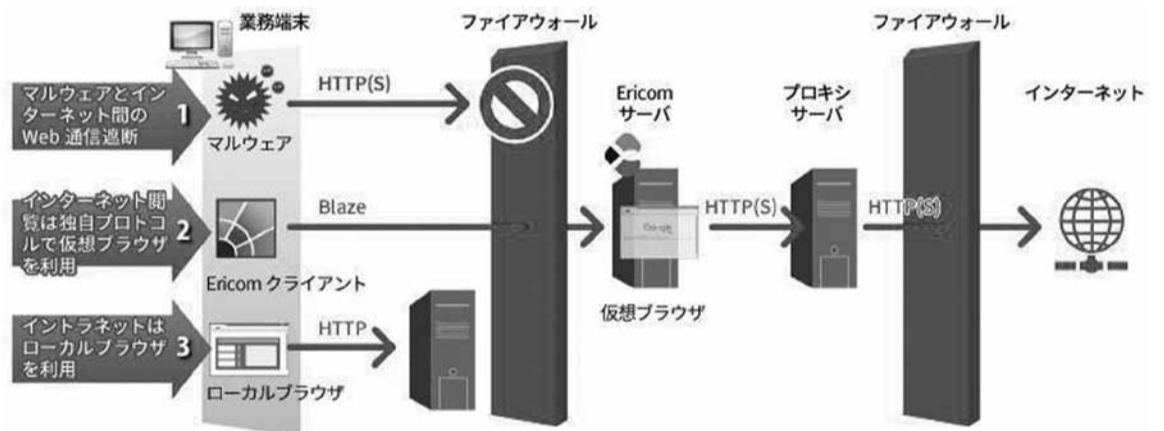 業務端末
ファイアウォール
ファイアウォール
マルウェアとイン
ターネット間の
Web 通信遮断
1
HTTP(S)
マルウェア
Ericom
サーバ
プロキシ
サーバ
インターネット
インターネット閲
覧は独自プロトコ
ルで仮想ブラウザ
を利用
2
Blaze
Ericom クライアント
HTTP(S)
HTTP(S)
仮想ブラウザ
イントラネットは
ローカルブラウザ
を利用
3
HTTP
ローカルブラウザ